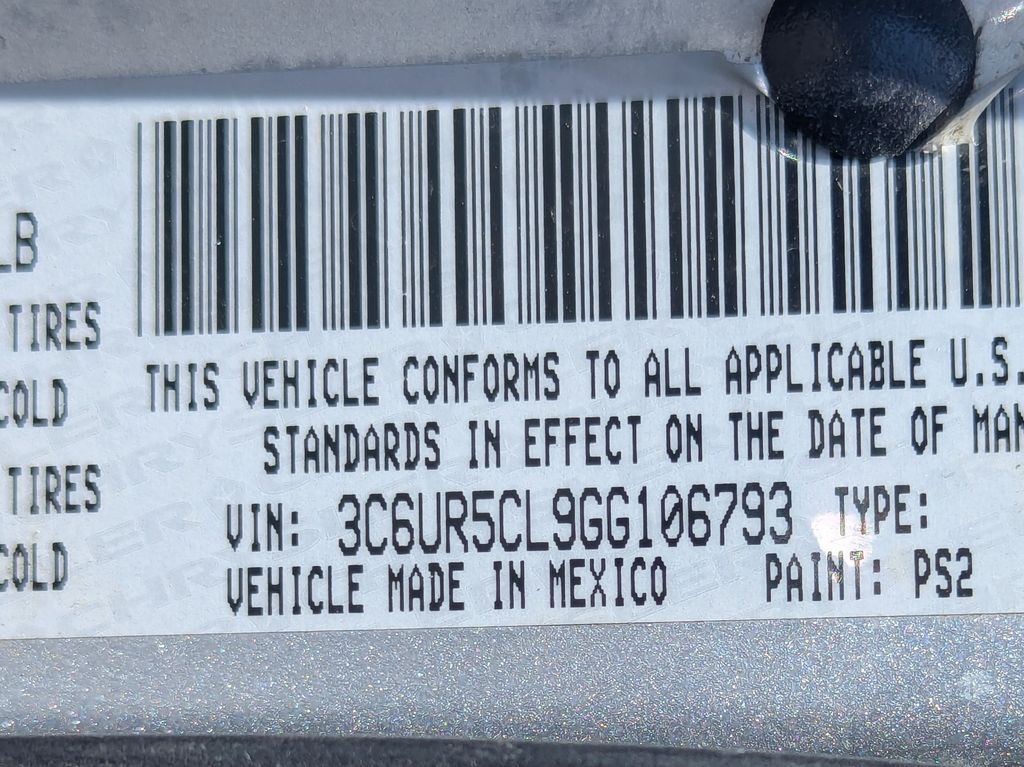 LB
TIRES
COLD
TIRES
COLD
THIS VEHICLE CONFORMS TO ALL APPLICABLE U.S.
STANDARDS IN EFFECT ON THE DATE OF MAN
VIN: 3C6UR5CL9GG106793 TYPE:
VEHICLE MADE IN MEXICO PAINT: PS2